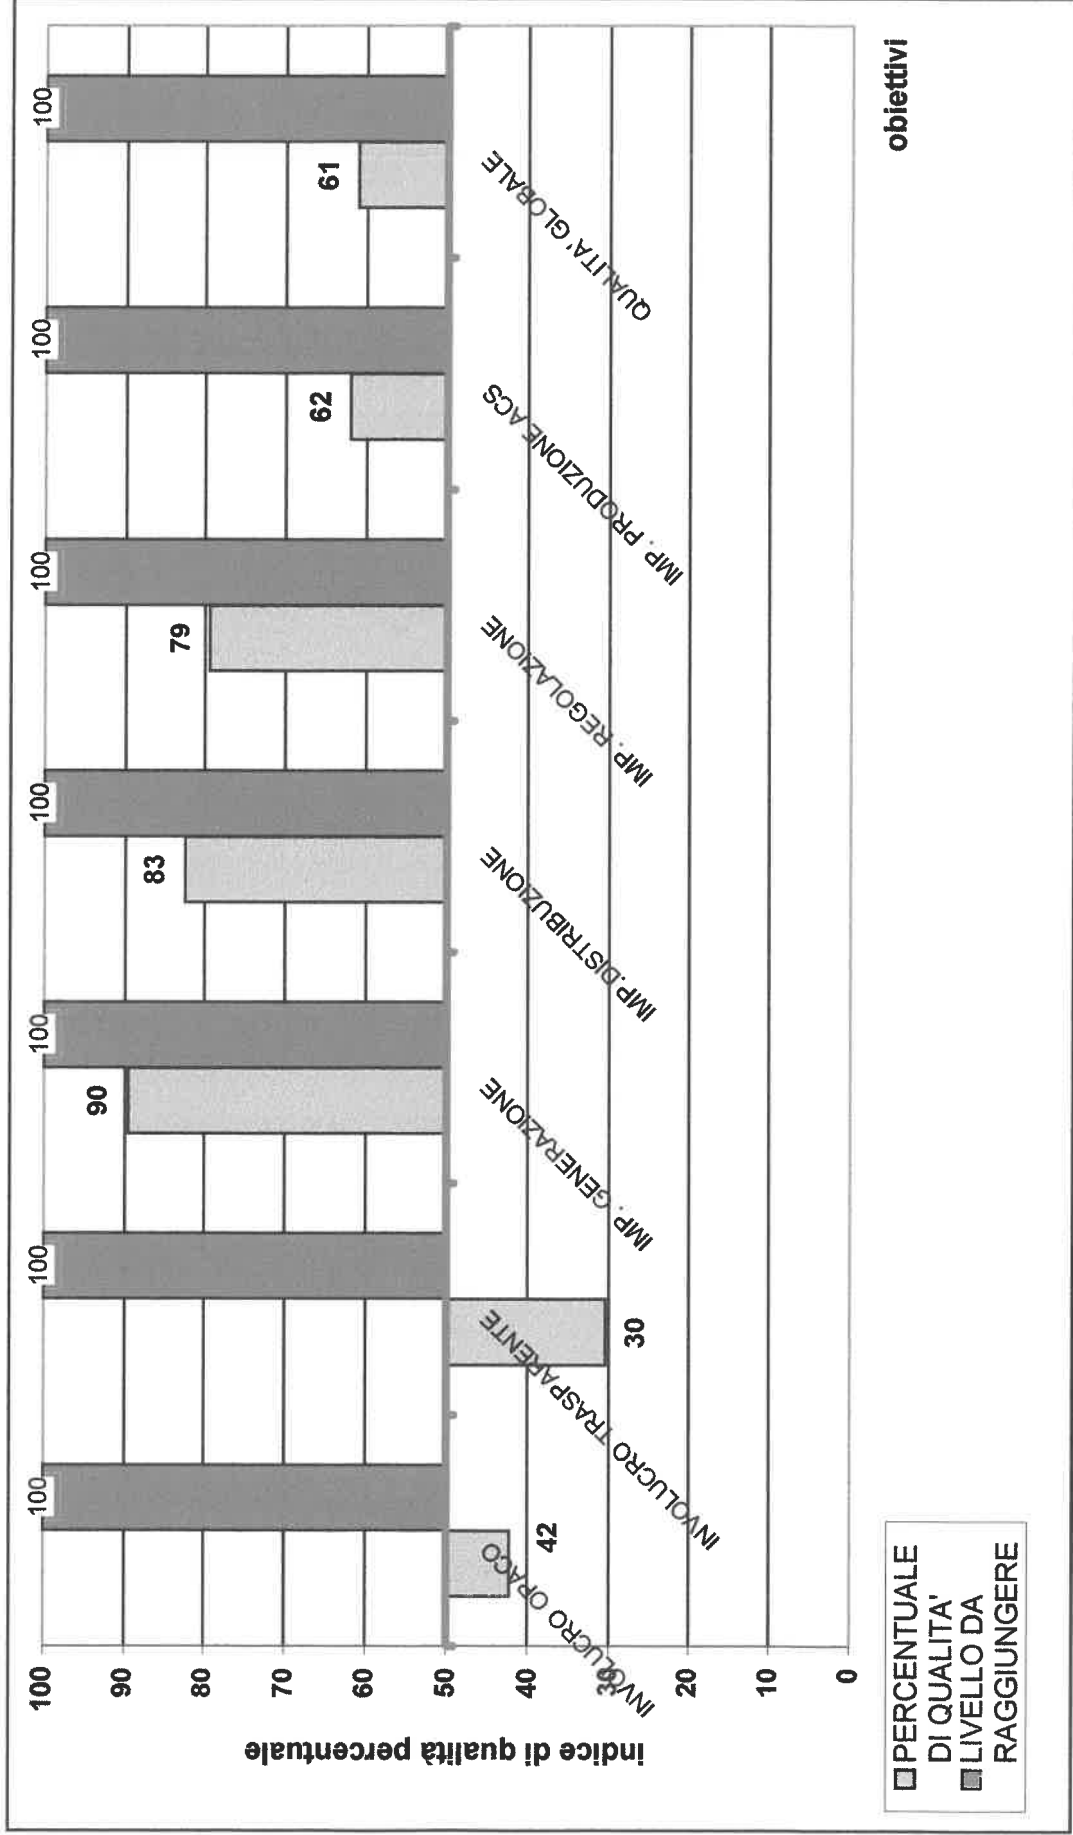 indice di qualità percentuale
100
90
80
70
60
50
40
30
20
10
0
100
100
100
100
100
100
100
42
30
90
83
79
62
61
INVOLUCRO OPACO
INVOLUCRO TRASPARENTE
IMP. GENERAZIONE
IMP.DISTRIBUZIONE
IMP. REGOLAZIONE
IMP. PRODUZIONE ACS
QUALITA' GLOBALE
obiettivi
PERCENTUALE
DI QUALITA'
LIVELLO DA
RAGGIUNGERE